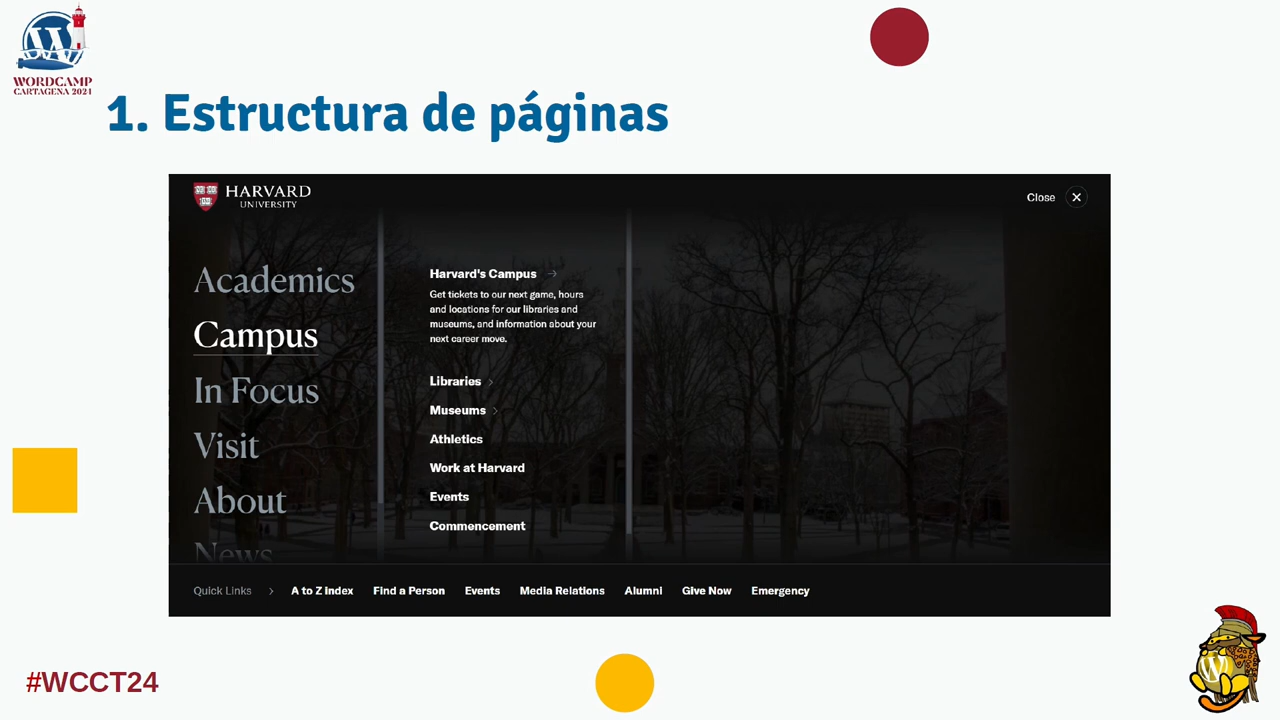 WORDCAMP
CARTAGENA 2024
1. Estructura de páginas
HARVARD
UNIVERSITY
Close
Academics
Campus
In Focus
Visit
About
News
Harvard's Campus
Get tickets to our next game, hours
and locations for our libraries and
museums, and information about your
next career move.
Libraries
Museums
Athletics
Work at Harvard
Events
Commencement
Quick Links
A to Z Index Find a Person Events Media Relations Alumni Give Now Emergency
#WCCT24